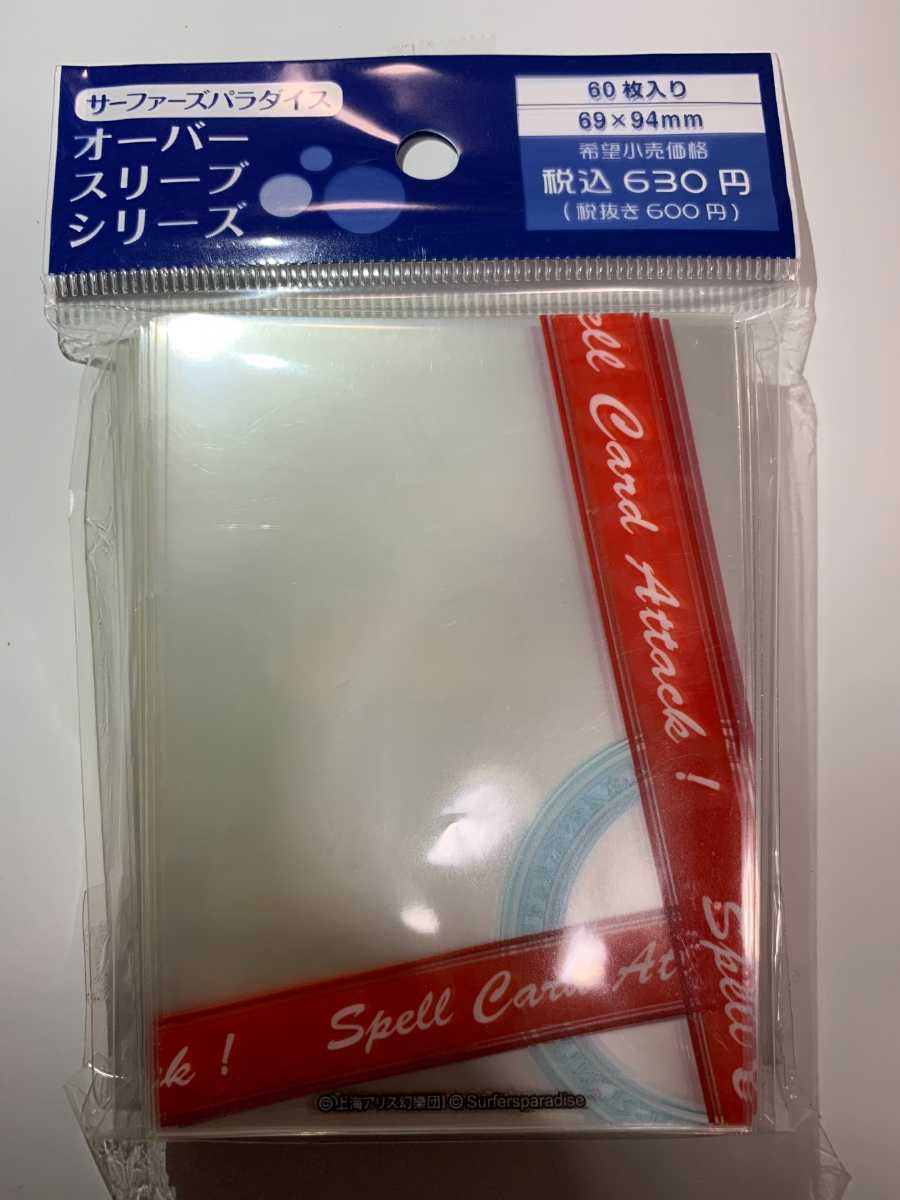 サーファーズパラダイス
オーバー
スリーブ
シリーズ
60枚入り
69×94mm
希望小売価格
税込 630円
(税抜き600円)
ell Card Attack !
Spell
Spell Card At
k !
©上海アリス幻樂団 © Surfersparadise